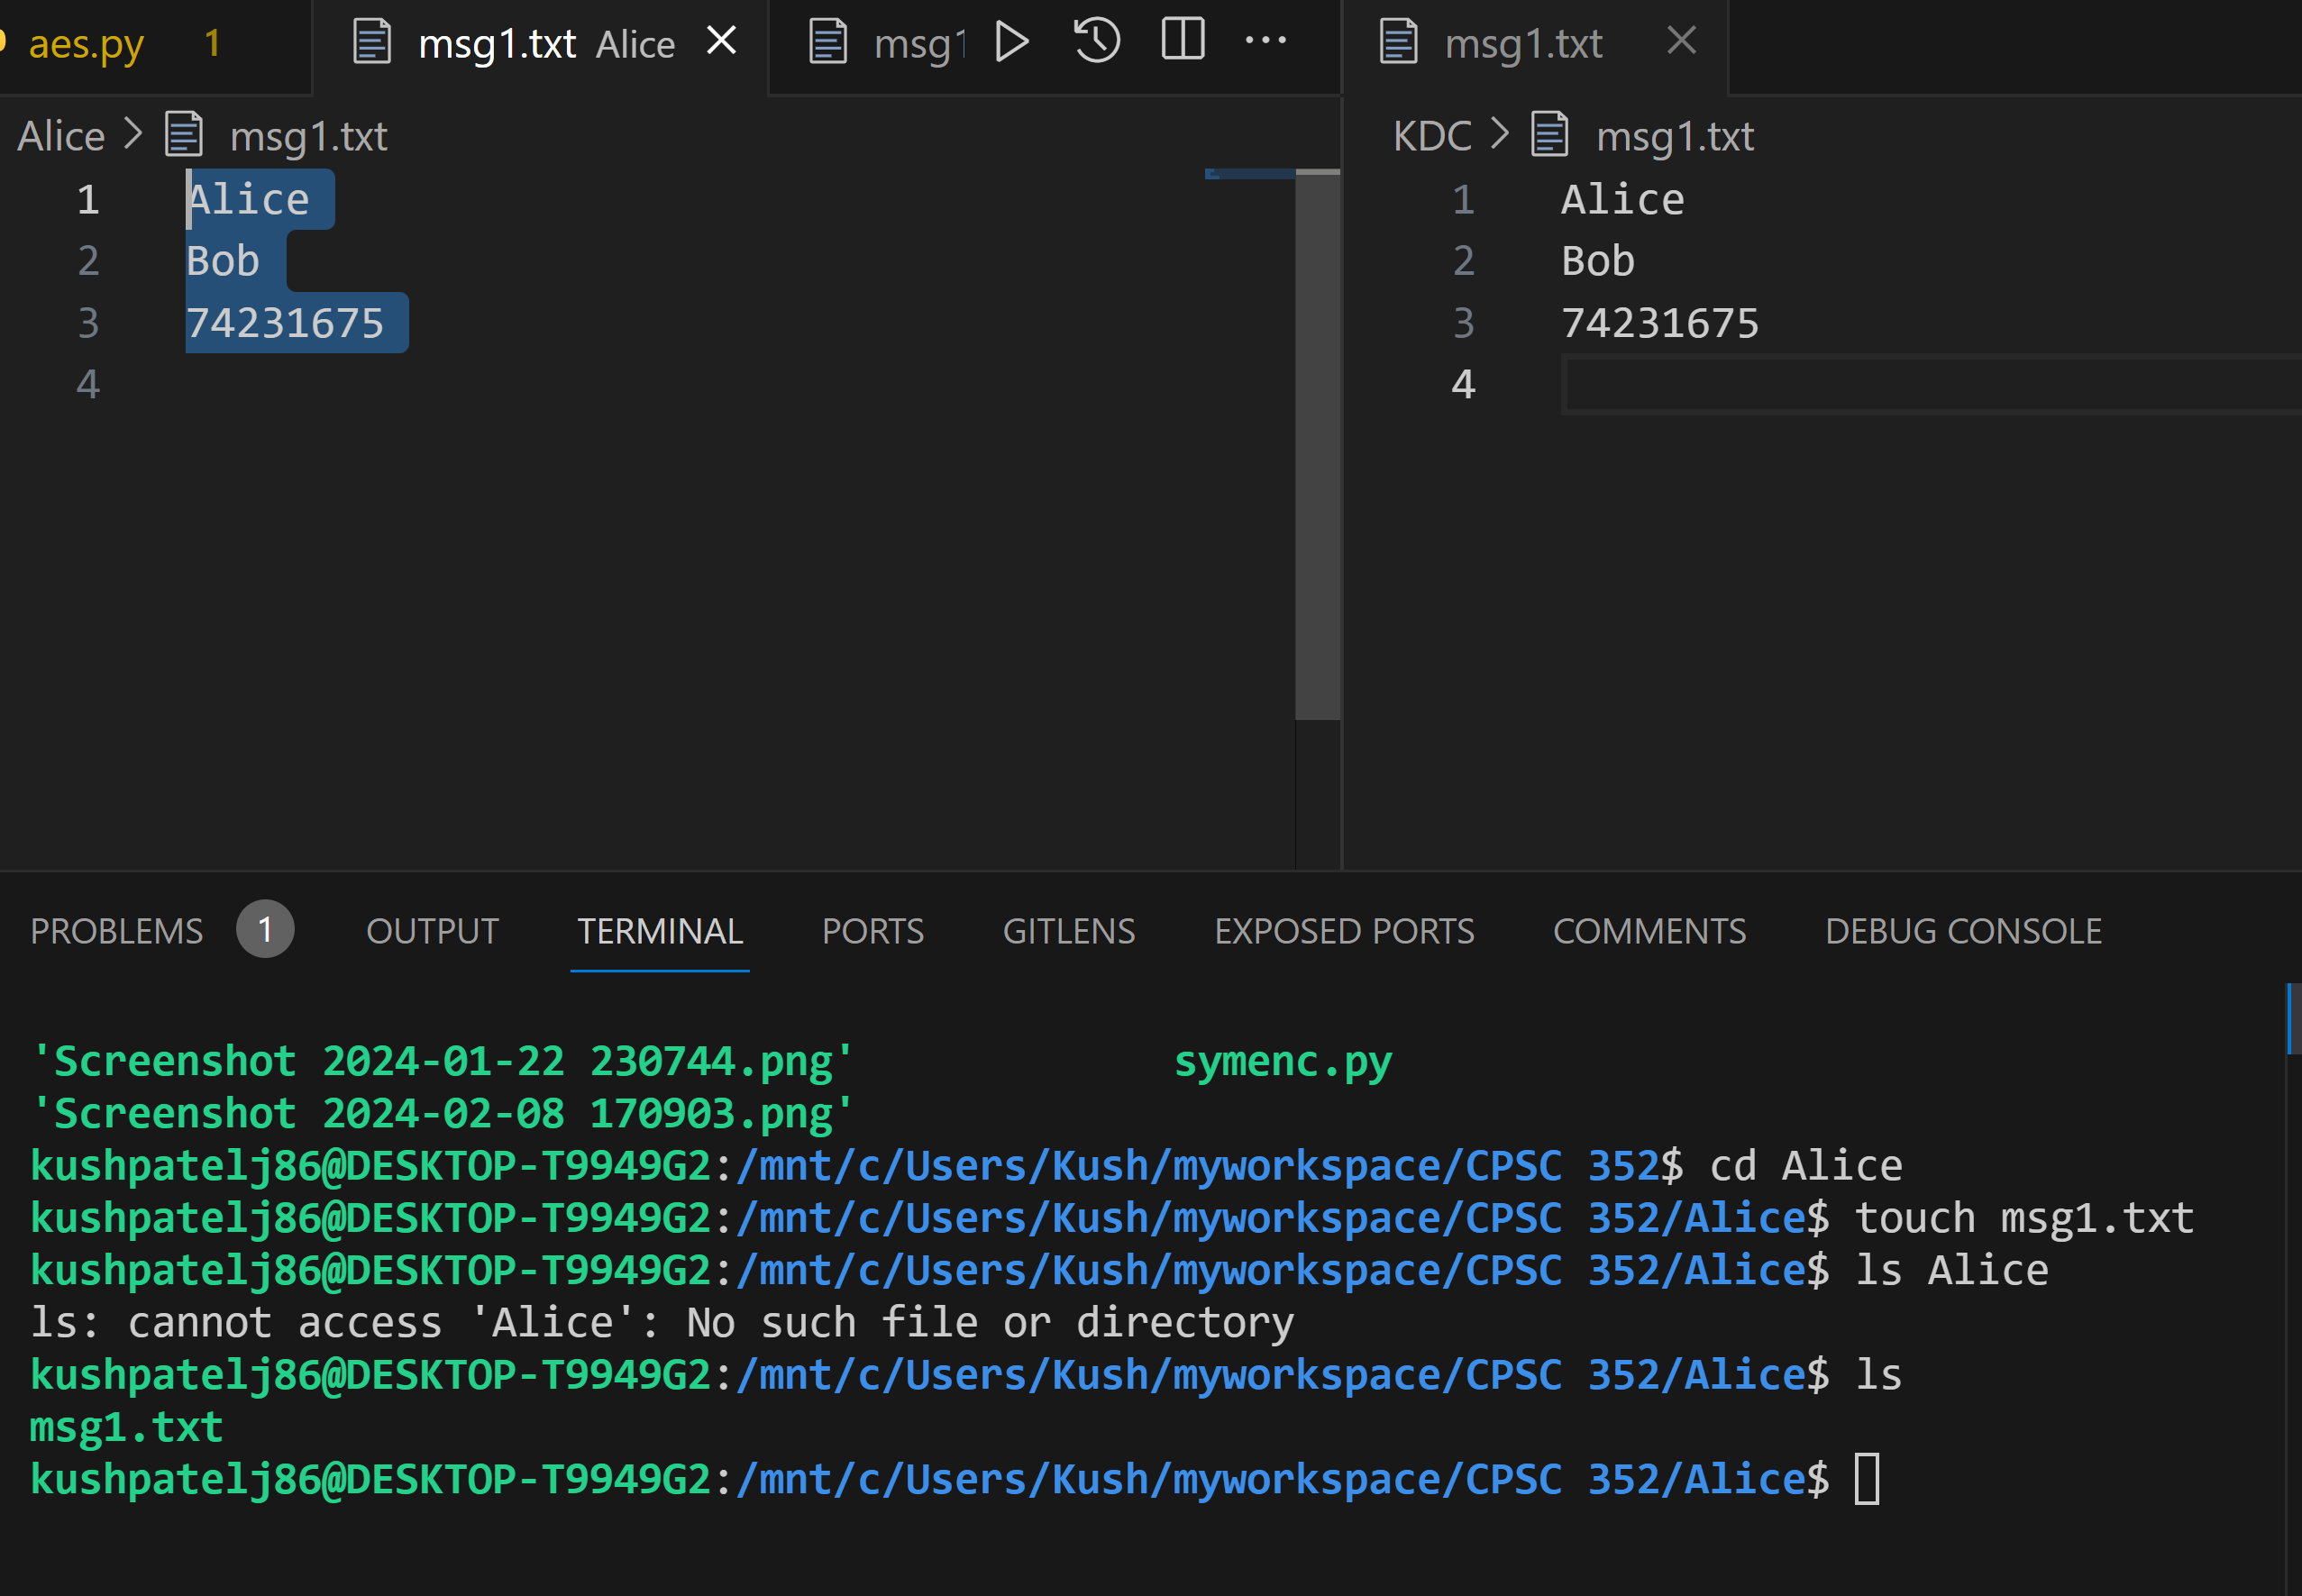 aes.py 1 msg1.txt Alice msg1 msg1.txt
Alice > msg1.txt
1 Alice
2 Bob
3 74231675
4
KDC > msg1.txt
1 Alice
2 Bob
3 74231675
4
PROBLEMS 1 OUTPUT TERMINAL PORTS GITLENS EXPOSED PORTS COMMENTS DEBUG CONSOLE
'Screenshot 2024-01-22 230744.png' symenc.py
'Screenshot 2024-02-08 170903.png'
kushpatelj86@DESKTOP-T9949G2:/mnt/c/Users/Kush/myworkspace/CPSC 352$ cd Alice
kushpatelj86@DESKTOP-T9949G2:/mnt/c/Users/Kush/myworkspace/CPSC 352/Alice$ touch msg1.txt
kushpatelj86@DESKTOP-T9949G2:/mnt/c/Users/Kush/myworkspace/CPSC 352/Alice$ ls Alice
ls: cannot access 'Alice': No such file or directory
kushpatelj86@DESKTOP-T9949G2:/mnt/c/Users/Kush/myworkspace/CPSC 352/Alice$ ls
msg1.txt
kushpatelj86@DESKTOP-T9949G2:/mnt/c/Users/Kush/myworkspace/CPSC 352/Alice$